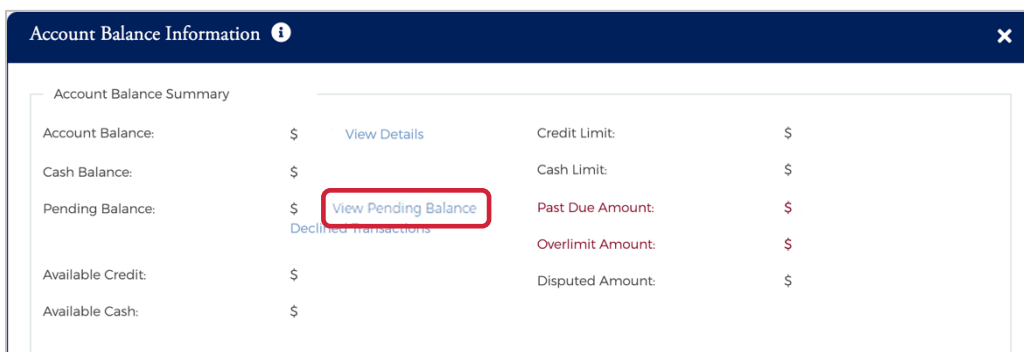 Account Balance Information i
Account Balance Summary
Account Balance: $ View Details
Cash Balance: $
Pending Balance: $ View Pending Balance
Declined Transactions
Available Credit: $
Available Cash: $
Credit Limit: $
Cash Limit: $
Past Due Amount: $
Overlimit Amount: $
Disputed Amount: $